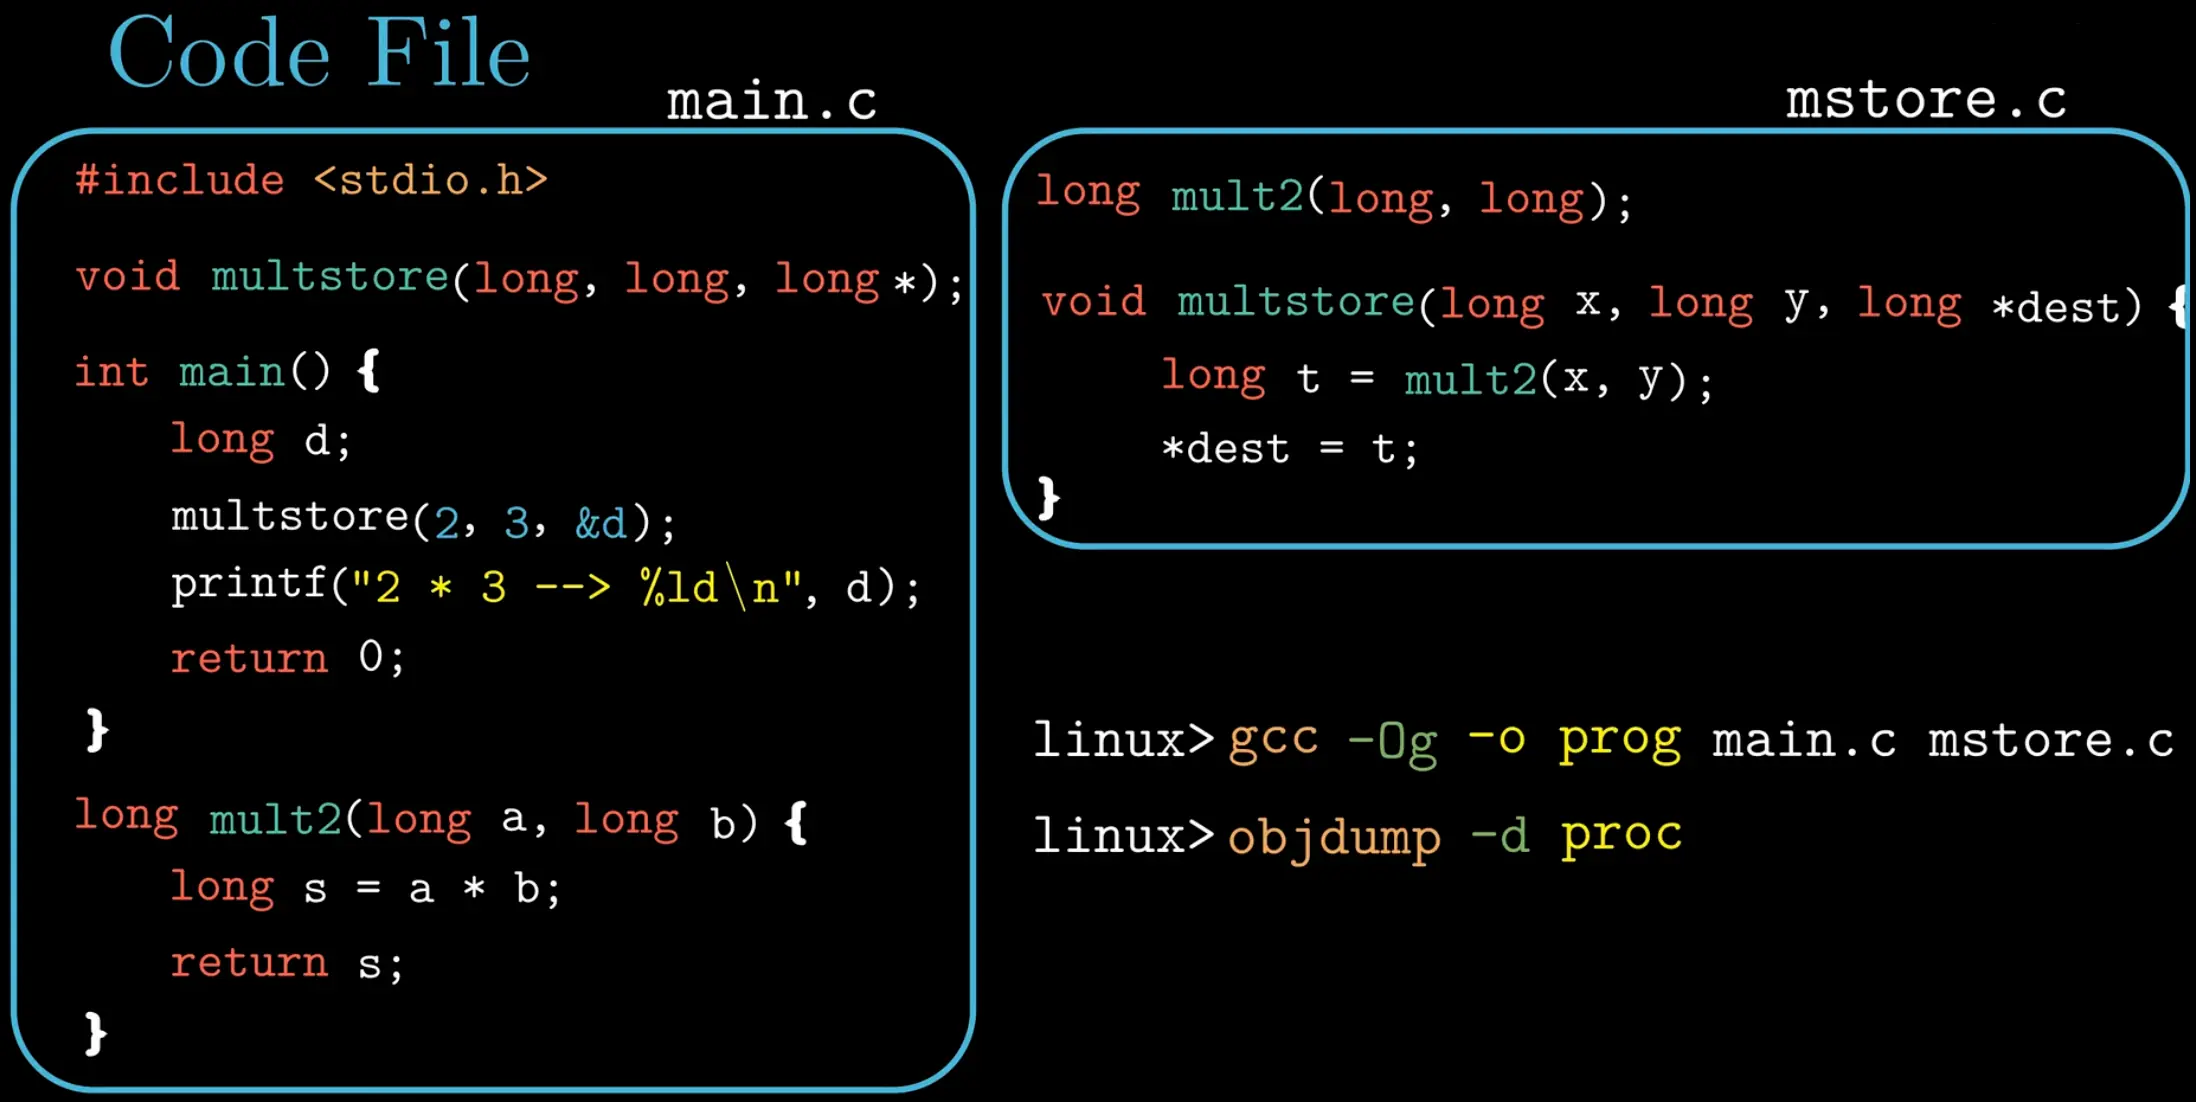 Code File
main.c
#include <stdio.h>
void multstore(long, long, long *);
int main() {
    long d;
    multstore(2, 3, &d);
    printf("2 * 3 --> %ld\n", d);
    return 0;
}
long mult2(long a, long b) {
    long s = a * b;
    return s;
}
mstore.c
long mult2(long, long);
void multstore(long x, long y, long *dest) {
    long t = mult2(x, y);
    *dest = t;
}
linux> gcc -Og -o prog main.c mstore.c
linux> objdump -d proc